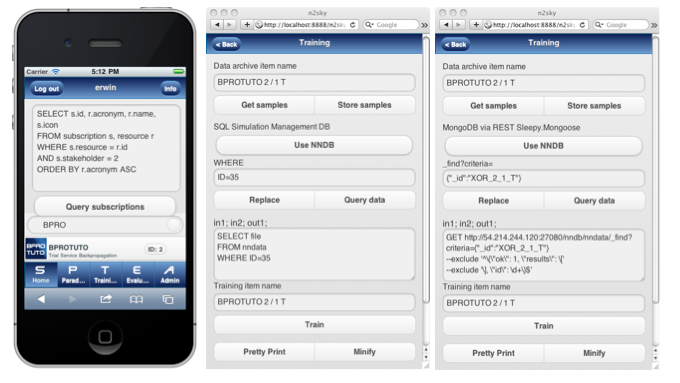 Carrier 5:12 PM
Log out erwin Info
SELECT s.id, r.acronym, r.name,
s.icon
FROM subscription s, resource r
WHERE s.resource = r.id
AND s.stakeholder = 2
ORDER BY r.acronym ASC
Query subscriptions
BPRO
BPRO
TUTO
BPROTUTO
Trial Service Backpropagation
ID: 2
S P T E A
Home Parad... Traini... Evalu... Admin
n2sky
http://localhost:8888/n2sky Google
< Back Training
Data archive item name
BPROTUTO 2 / 1 T
Get samples Store samples
SQL Simulation Management DB
Use NNDB
WHERE
ID=35
Replace Query data
in1; in2; out1;
SELECT file
FROM nndata
WHERE ID=35
Training item name
BPROTUTO 2 / 1 T
Train
Pretty Print Minify
n2sky
http://localhost:8888/n2sky Google
< Back Training
Data archive item name
BPROTUTO 2 / 1 T
Get samples Store samples
MongoDB via REST Sleepy.Mongoose
Use NNDB
_find?criteria=
{"_id":"XOR_2_1_T"}
Replace Query data
in1; in2; out1;
GET http://54.214.244.120:27080/nndb/nndata/_find?
criteria={"_id":"XOR_2_1_T"}
--exclude '^\{\"ok\": 1, \"results\": \['
--exclude '\], \"id\": \d+\}$'
Training item name
BPROTUTO 2 / 1 T
Train
Pretty Print Minify